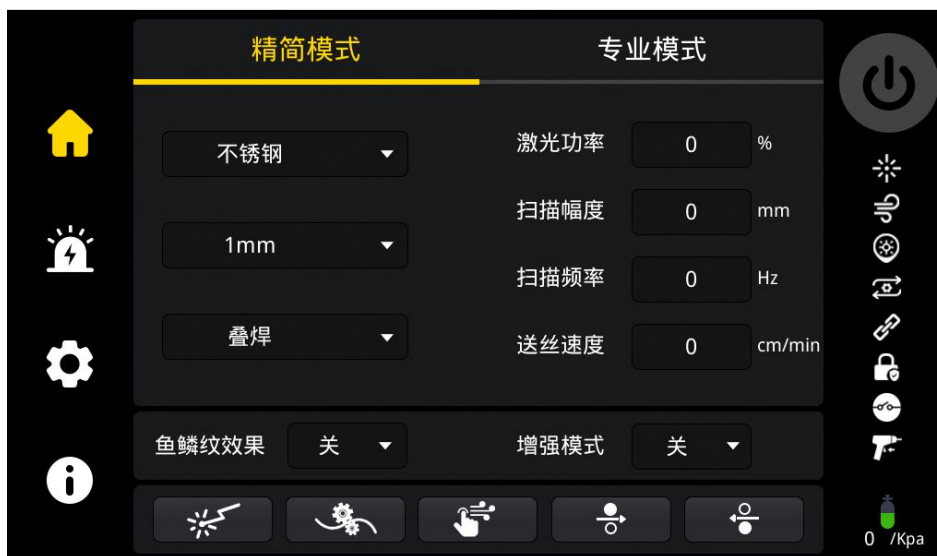 精简模式 专业模式
不锈钢 激光功率 0 %
扫描幅度 0 mm
1mm
扫描频率 0 Hz
叠焊 送丝速度 0 cm/min
鱼鳞纹效果 关 增强模式 关
0 /Kpa